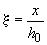 ξ = x / h₀